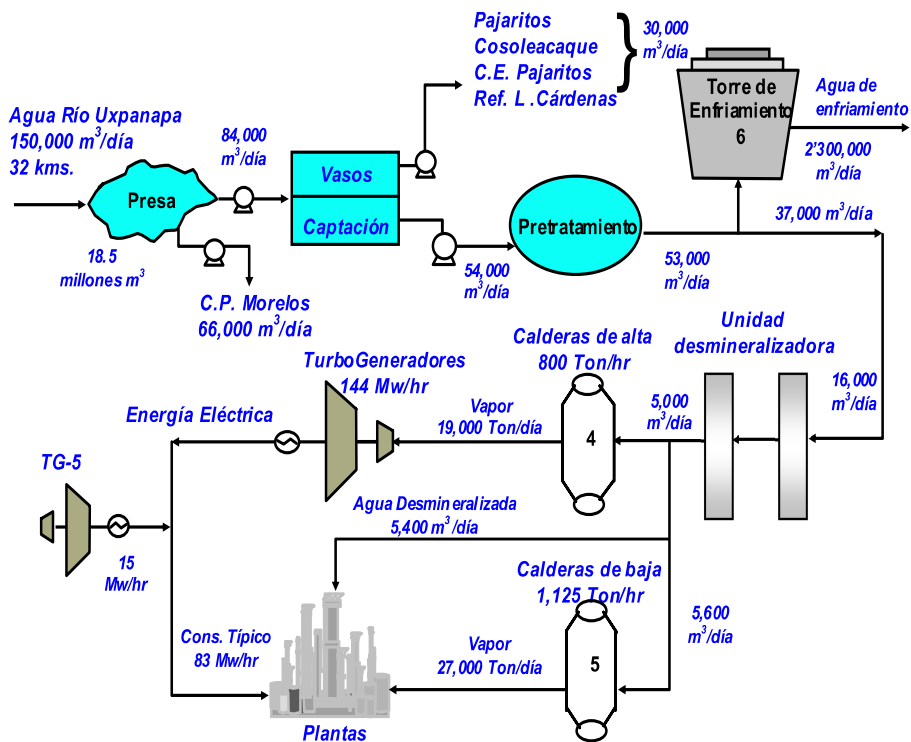 Pajaritos
Cosoleacaque
C.E. Pajaritos
Ref. L .Cárdenas
30,000
m³/día
Torre de
Enfriamiento
6
Agua de
enfriamiento
2'300,000
m³/día
Agua Río Uxpanapa
150,000 m³/día
32 kms.
84,000
m³/día
Vasos
Captación
Presa
Pretratamiento
37,000 m³/día
18.5
millones m³
54,000
m³/día
53,000
m³/día
C.P. Morelos
66,000 m³/día
Unidad
desmineralizadora
Calderas de alta
800 Ton/hr
TurboGeneradores
144 Mw/hr
16,000
m³/día
5,000
m³/día
Vapor
19,000 Ton/día
4
Energía Eléctrica
TG-5
Agua Desmineralizada
5,400 m³/día
15
Mw/hr
Calderas de baja
1,125 Ton/hr
5,600
m³/día
Cons. Típico
83 Mw/hr
Vapor
27,000 Ton/día
5
Plantas